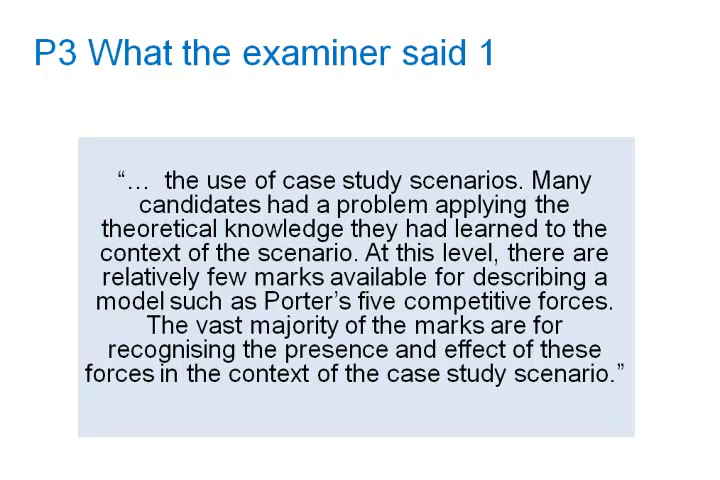 P3 What the examiner said 1
“…  the use of case study scenarios. Many
candidates had a problem applying the
theoretical knowledge they had learned to the
context of the scenario. At this level, there are
relatively few marks available for describing a
model such as Porter’s five competitive forces.
The vast majority of the marks are for
recognising the presence and effect of these
forces in the context of the case study scenario.”